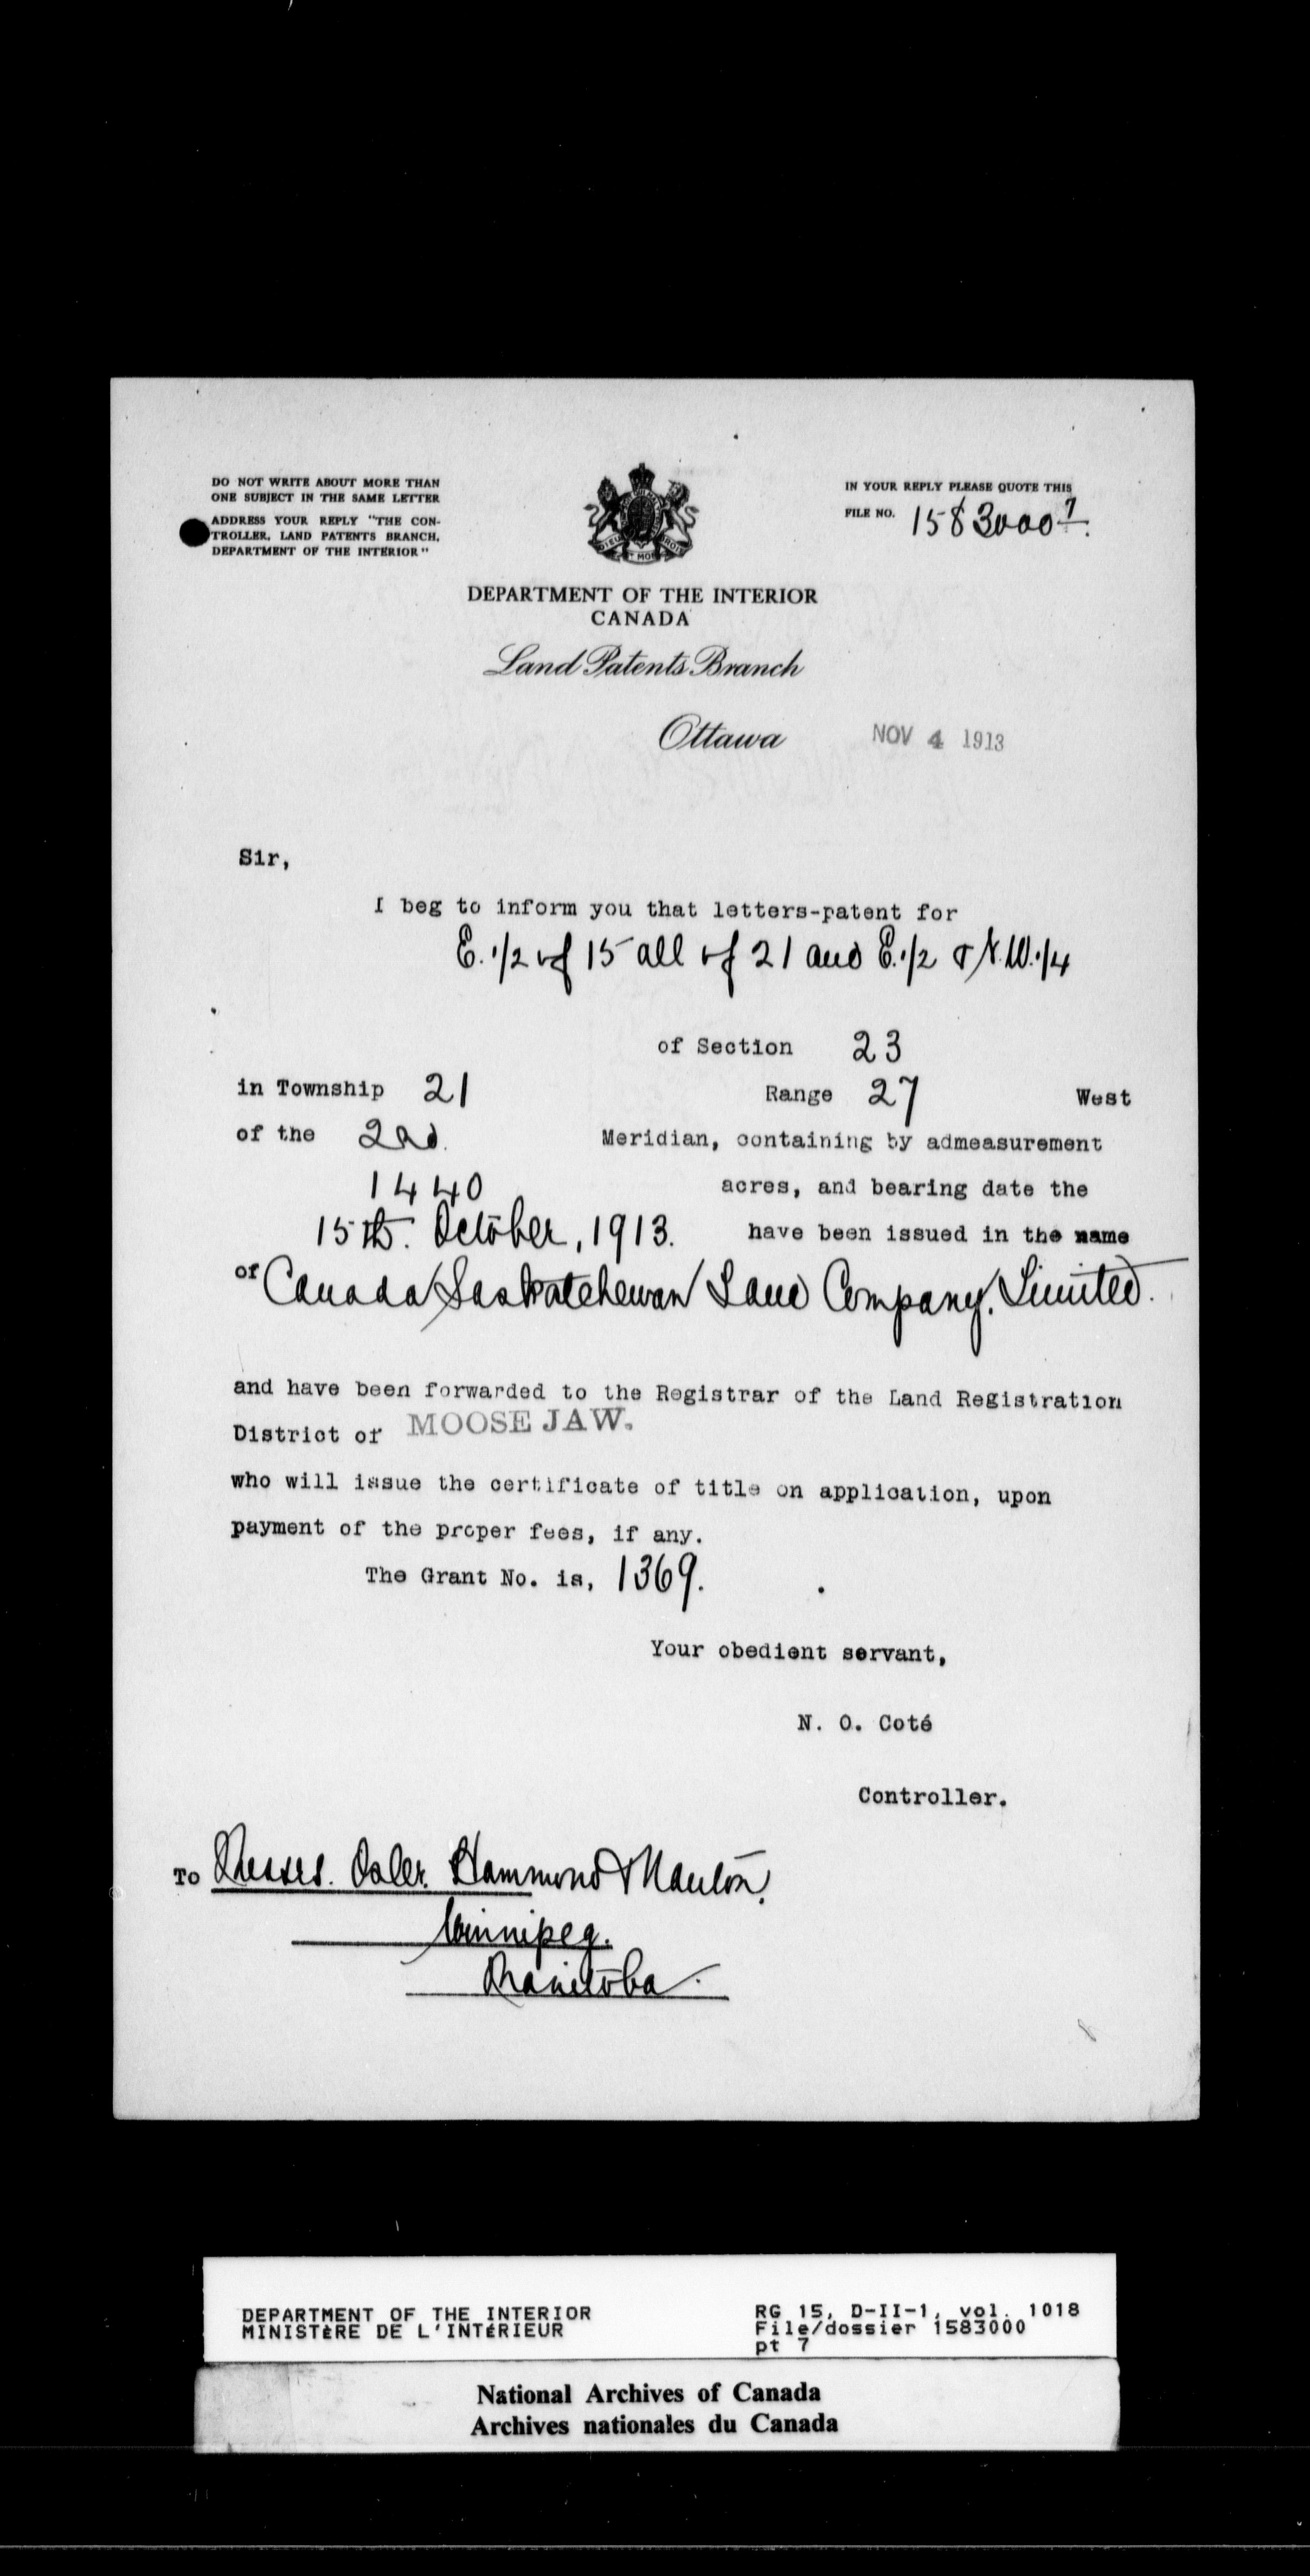 DO NOT WRITE ABOUT MORE THAN
ONE SUBJECT IN THE SAME LETTER
ADDRESS YOUR REPLY "THE CON-
TROLLER, LAND PATENTS BRANCH,
DEPARTMENT OF THE INTERIOR"
IN YOUR REPLY PLEASE QUOTE THIS
FILE NO. 1583000 7.
DEPARTMENT OF THE INTERIOR
CANADA
Land Patents Branch
Ottawa NOV 4 1913
Sir,
I beg to inform you that letters-patent for
E. 1/2 of 15 all of 21 and E. 1/2 & N.W. 1/4
of Section 23
in Township 21 Range 27 West
of the 2nd. Meridian, containing by admeasurement
1440 acres, and bearing date the
15th. October, 1913. have been issued in the name
of Canada Saskatchewan Land Company, Limited.
and have been forwarded to the Registrar of the Land Registration
District of MOOSE JAW.
who will issue the certificate of title on application, upon
payment of the proper fees, if any.
The Grant No. is, 1369.
Your obedient servant,
N. O. Coté
Controller.
To Messrs. Osler, Hammond & Nanton,
Winnipeg.
Manitoba.
DEPARTMENT OF THE INTERIOR
MINISTÈRE DE L'INTÉRIEUR
RG 15, D-II-1, vol. 1018
File/dossier 1583000
pt 7
National Archives of Canada
Archives nationales du Canada